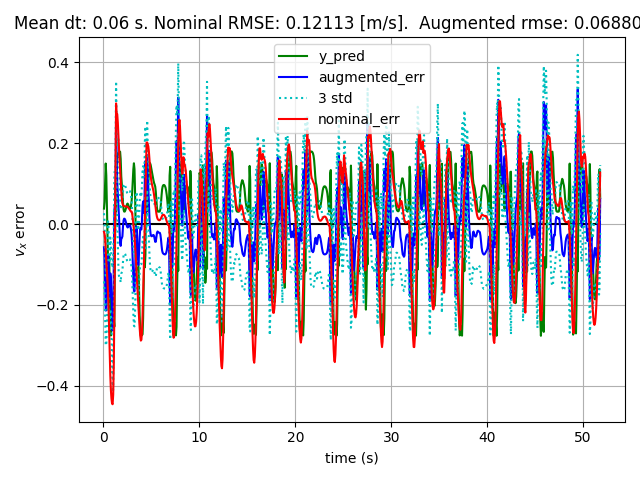 Mean dt: 0.06 s. Nominal RMSE: 0.12113 [m/s].  Augmented rmse: 0.06880
y_pred
augmented_err
3 std
nominal_err
0.4
0.2
0.0
−0.2
−0.4
v_x error
0 10 20 30 40 50
time (s)